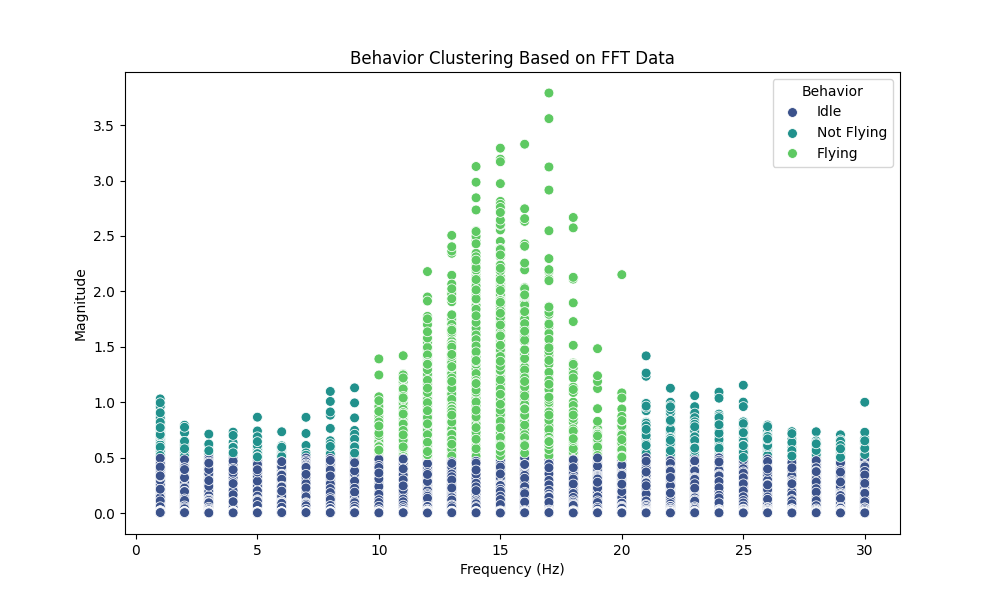 Behavior Clustering Based on FFT Data
Behavior
Idle
Not Flying
Flying
Magnitude
3.5
3.0
2.5
2.0
1.5
1.0
0.5
0.0
0 5 10 15 20 25 30
Frequency (Hz)